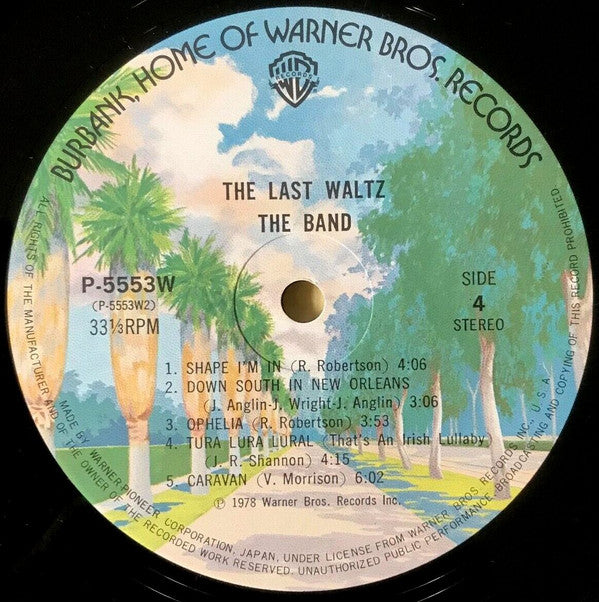 BURBANK, HOME OF WARNER BROS. RECORDS
W
RECORDS
THE LAST WALTZ
THE BAND
P-5553W
(P-5553W2)
33⅓RPM
SIDE
4
STEREO
1. SHAPE I'M IN (R. Robertson) 4:06
2. DOWN SOUTH IN NEW ORLEANS
(J. Anglin-J. Wright-J. Anglin) 3:06
3. OPHELIA (R. Robertson) 3:53
4. TURA LURA LURAL (That's An Irish Lullaby)
(J. R. Shannon) 4:15
5. CARAVAN (V. Morrison) 6:02
℗ 1978 Warner Bros. Records Inc.
MADE BY WARNER-PIONEER CORPORATION, JAPAN, UNDER LICENSE FROM WARNER BROS. RECORDS INC., U.S.A.
ALL RIGHTS OF THE MANUFACTURER AND OF THE OWNER OF THE RECORDED WORK RESERVED. UNAUTHORIZED PUBLIC PERFORMANCE, BROADCASTING AND COPYING OF THIS RECORD PROHIBITED